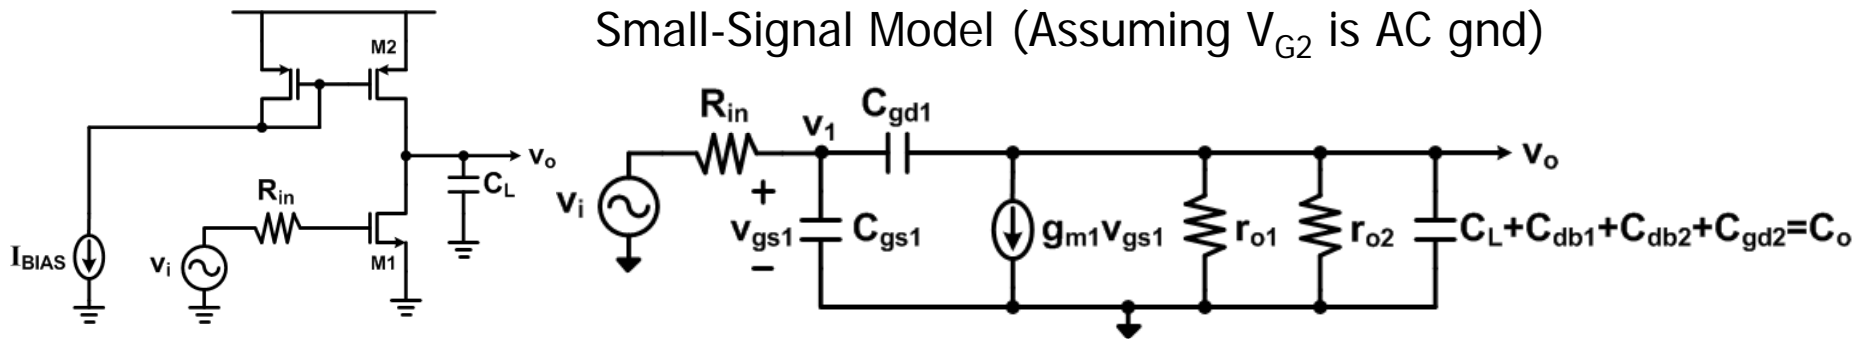 Small-Signal Model (Assuming V_G2 is AC gnd)
M2
v_o
C_L
R_in
I_BIAS
v_i
M1
R_in
v_1
C_gd1
v_o
v_i
+
v_gs1
−
C_gs1
g_m1v_gs1
r_o1
r_o2
C_L+C_db1+C_db2+C_gd2=C_o